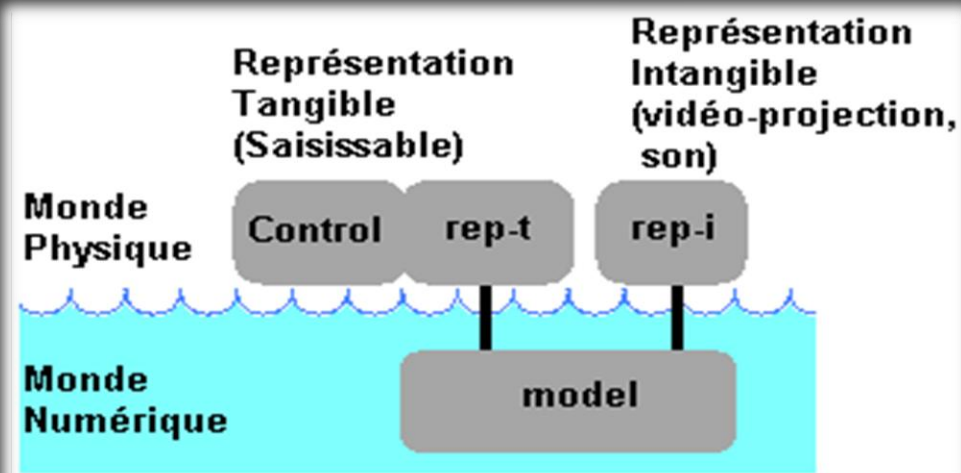 Représentation
Tangible
(Saisissable)
Représentation
Intangible
(vidéo-projection,
son)
Monde
Physique
Control
rep-t
rep-i
Monde
Numérique
model